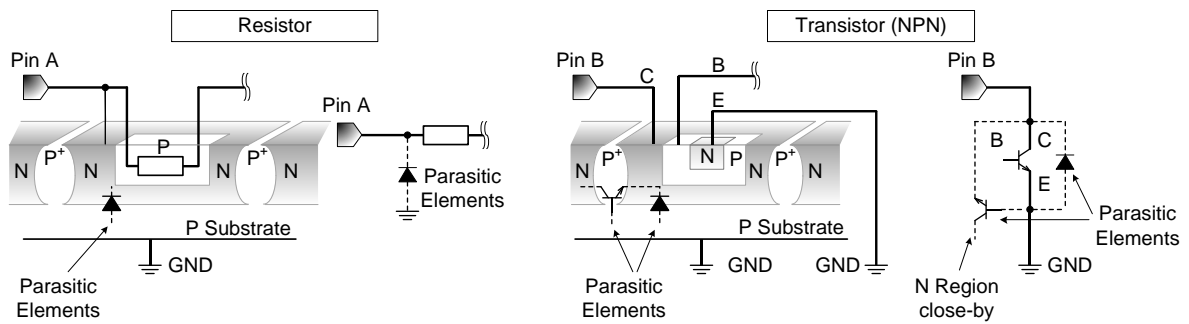 Resistor
Pin A
N
P+
N
P
N
P+
N
P Substrate
GND
Parasitic
Elements
Pin A
Parasitic
Elements
Transistor (NPN)
Pin B
C
B
E
N
P+
N
N
P
P+
N
P Substrate
GND
GND
Parasitic
Elements
Pin B
B
C
E
Parasitic
Elements
GND
N Region
close-by